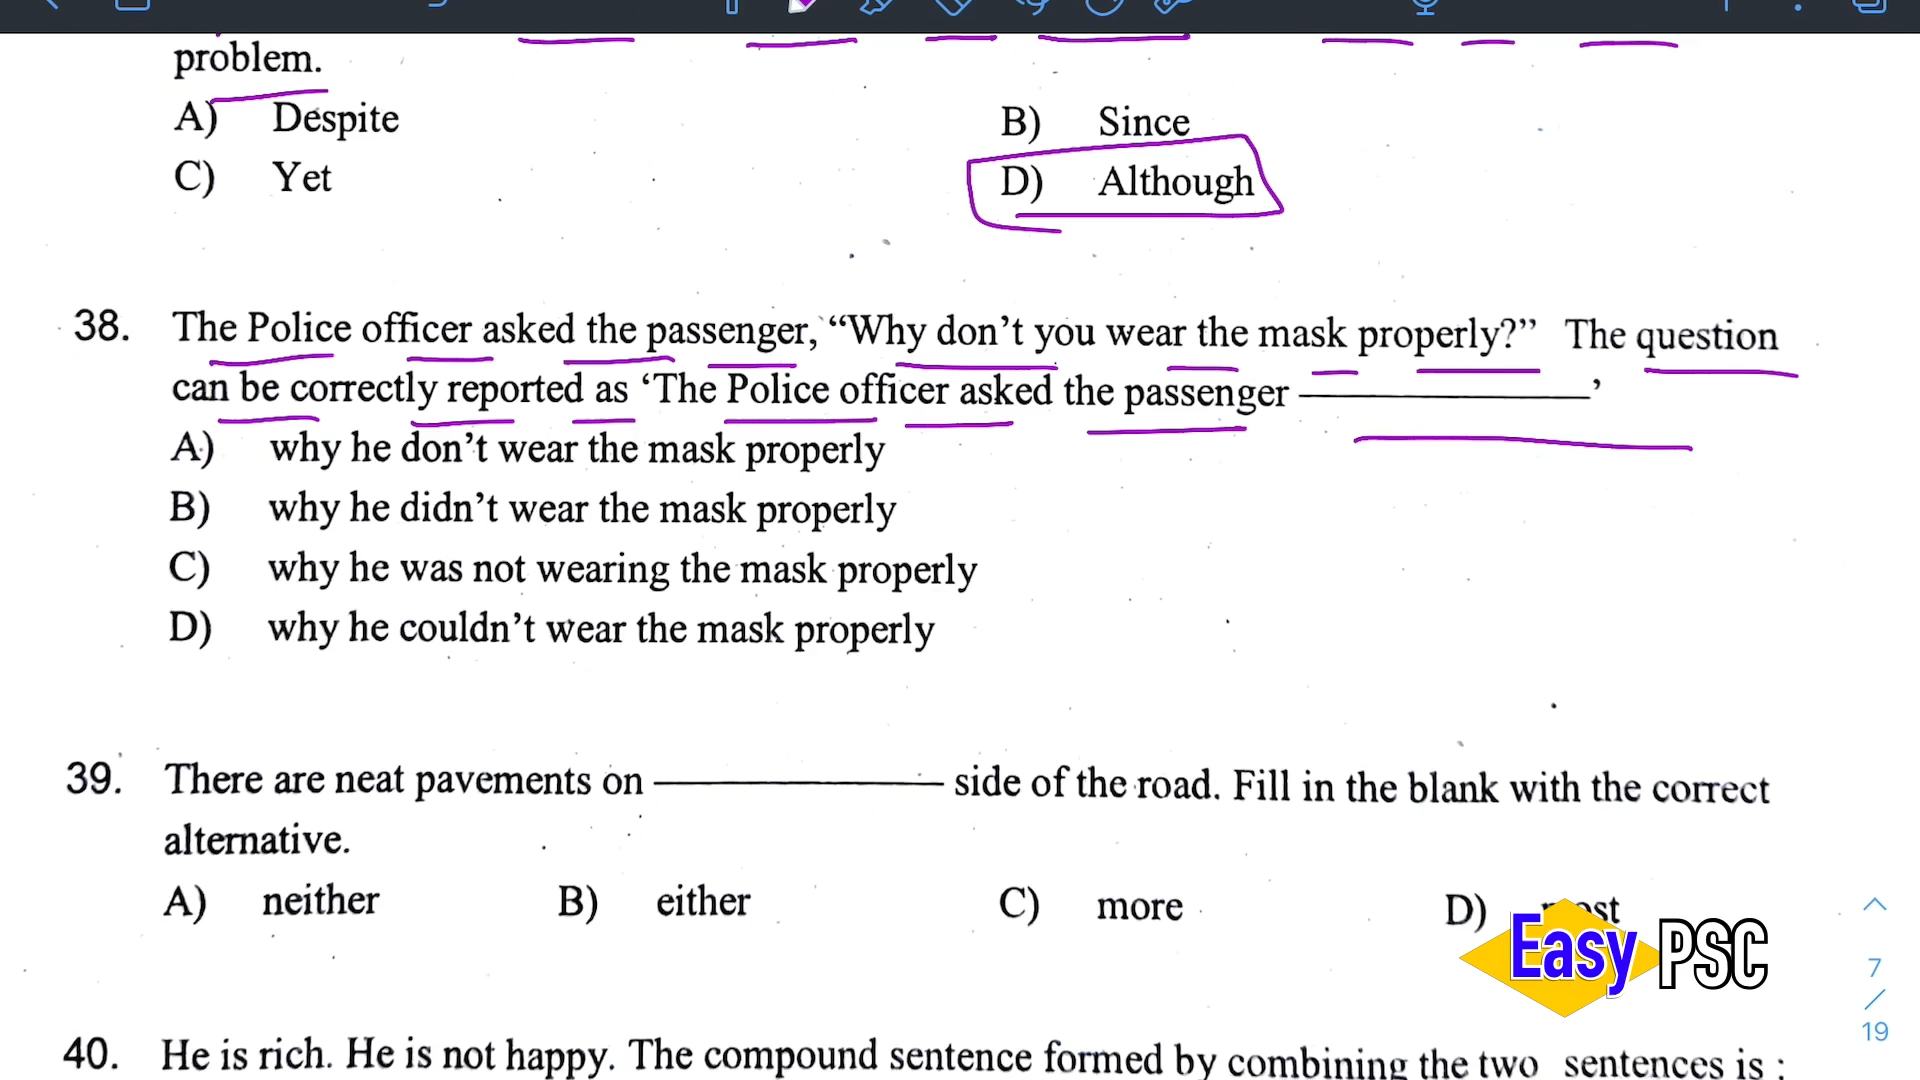 problem.
A) Despite B) Since
C) Yet D) Although
38. The Police officer asked the passenger, “Why don’t you wear the mask properly?” The question
can be correctly reported as ‘The Police officer asked the passenger ————’
A) why he don’t wear the mask properly
B) why he didn’t wear the mask properly
C) why he was not wearing the mask properly
D) why he couldn’t wear the mask properly
39. There are neat pavements on ———— side of the road. Fill in the blank with the correct
alternative.
A) neither B) either C) more D)
Easy PSC
7
/
19
40. He is rich. He is not happy. The compound sentence formed by combining the two sentences is :